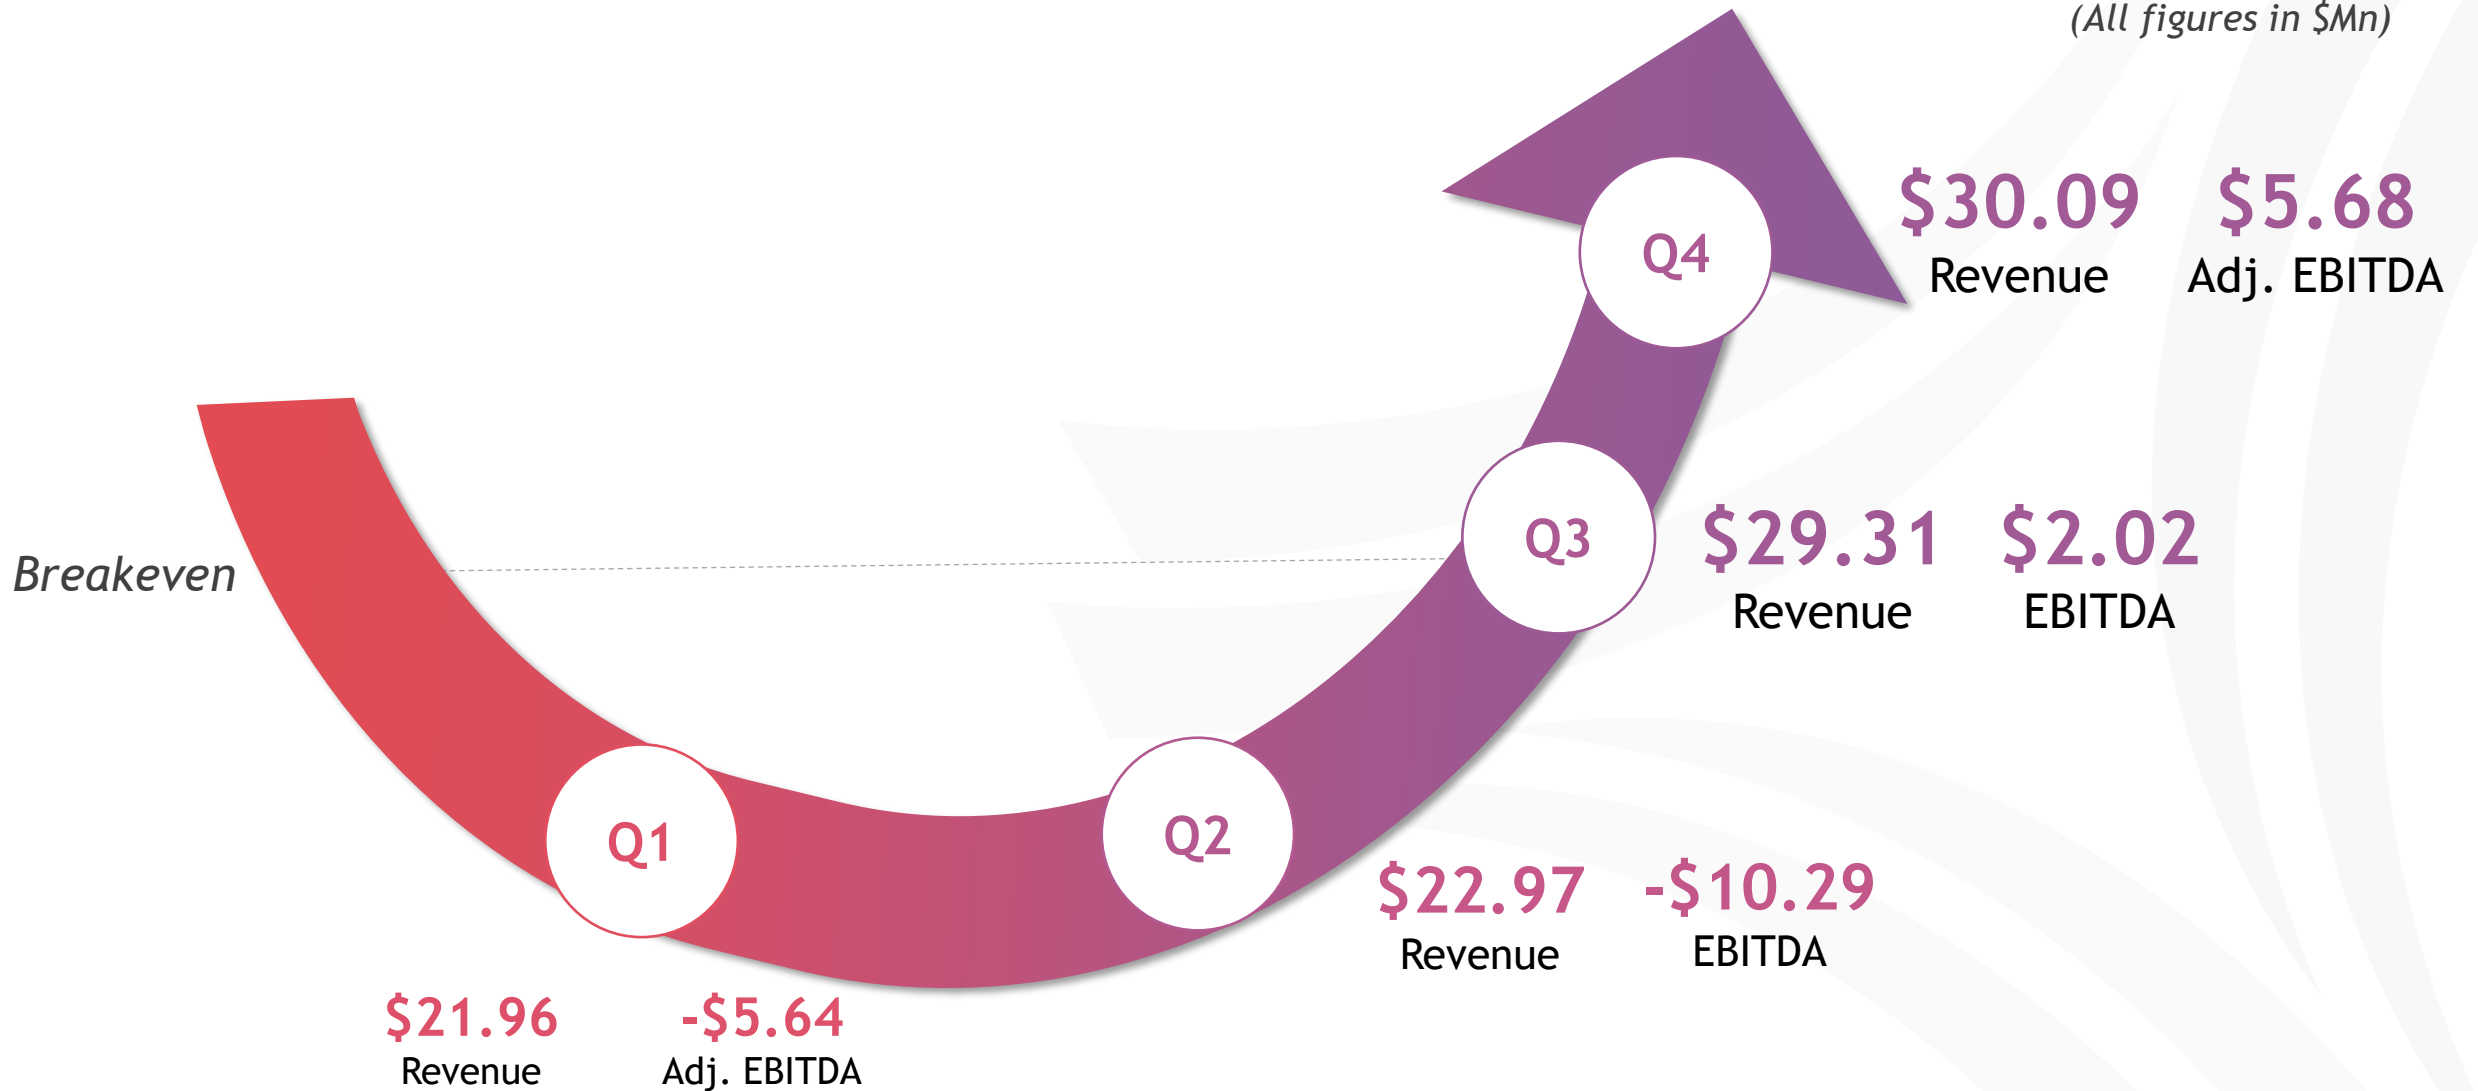 (All figures in $Mn)
Q4
$30.09 $5.68
Revenue Adj. EBITDA
Breakeven
Q3
$29.31 $2.02
Revenue EBITDA
Q1
Q2
$22.97 -$10.29
Revenue EBITDA
$21.96 -$5.64
Revenue Adj. EBITDA